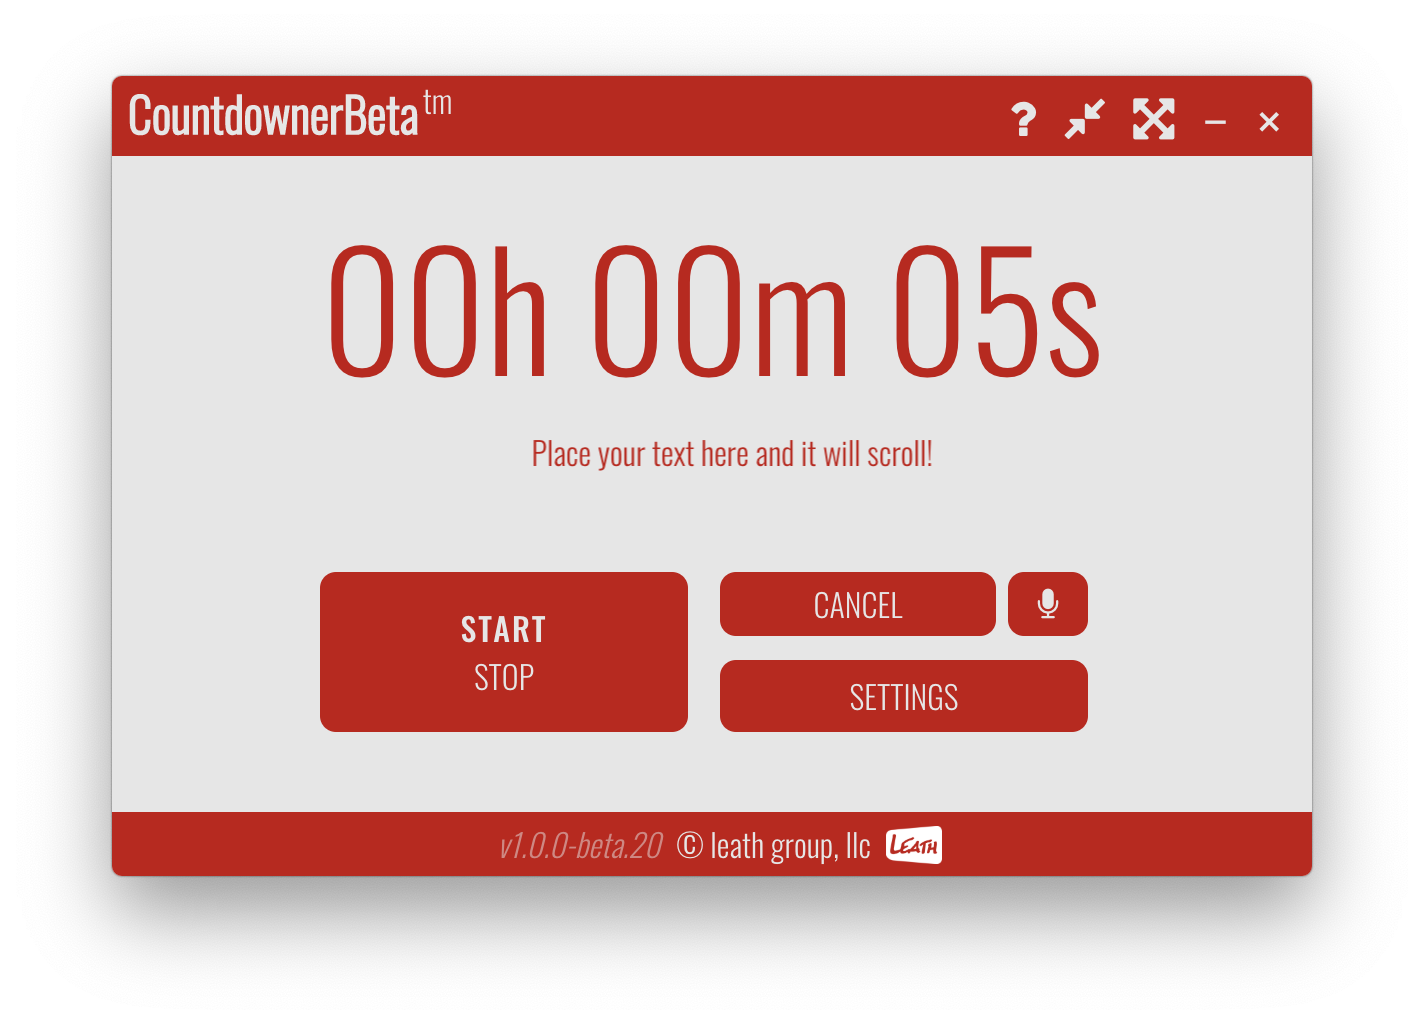 CountdownerBeta tm
?
00h 00m 05s
Place your text here and it will scroll!
START
STOP
CANCEL
SETTINGS
v1.0.0-beta.20 © leath group, llc LEATH